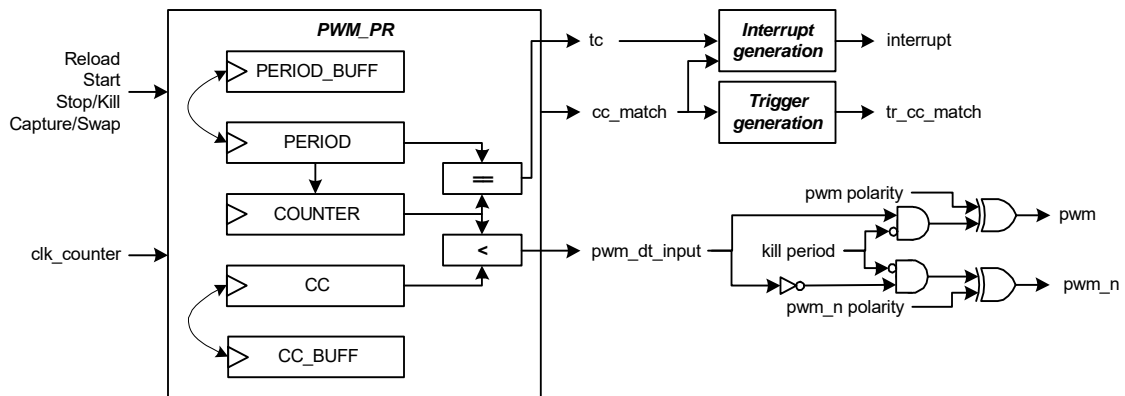 PWM_PR
Reload
Start
Stop/Kill
Capture/Swap
clk_counter
PERIOD_BUFF
PERIOD
COUNTER
CC
CC_BUFF
==
<
tc
cc_match
pwm_dt_input
Interrupt
generation
Trigger
generation
interrupt
tr_cc_match
pwm polarity
kill period
pwm_n polarity
pwm
pwm_n